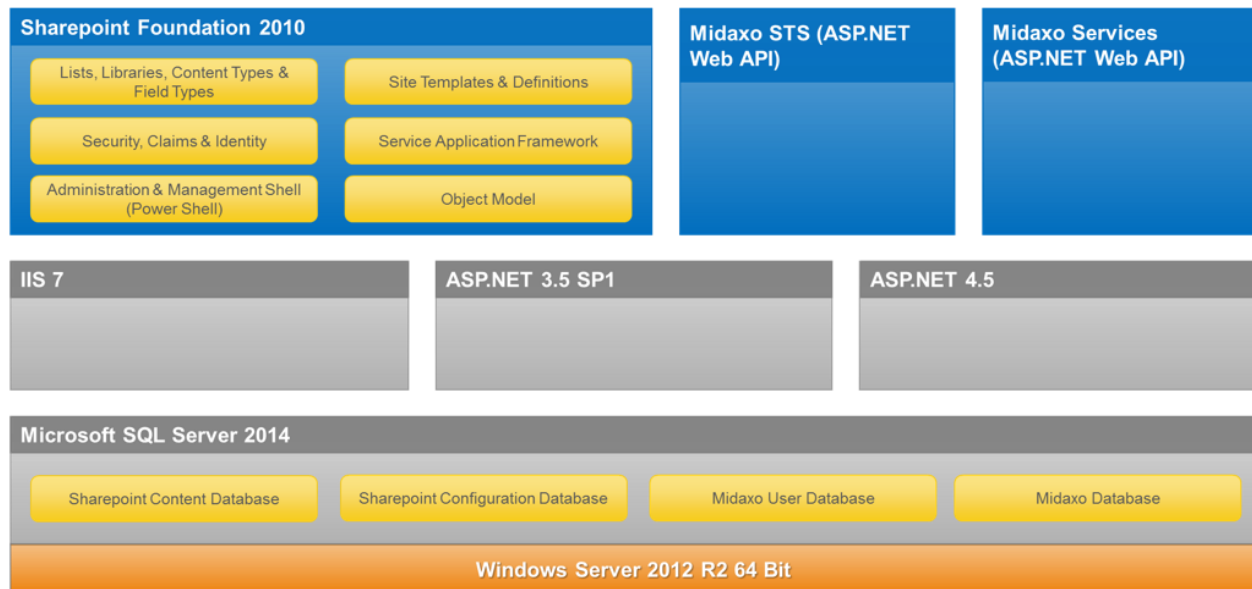 Sharepoint Foundation 2010
Lists, Libraries, Content Types &
Field Types
Site Templates & Definitions
Security, Claims & Identity
Service Application Framework
Administration & Management Shell
(Power Shell)
Object Model
Midaxo STS (ASP.NET
Web API)
Midaxo Services
(ASP.NET Web API)
IIS 7
ASP.NET 3.5 SP1
ASP.NET 4.5
Microsoft SQL Server 2014
Sharepoint Content Database
Sharepoint Configuration Database
Midaxo User Database
Midaxo Database
Windows Server 2012 R2 64 Bit